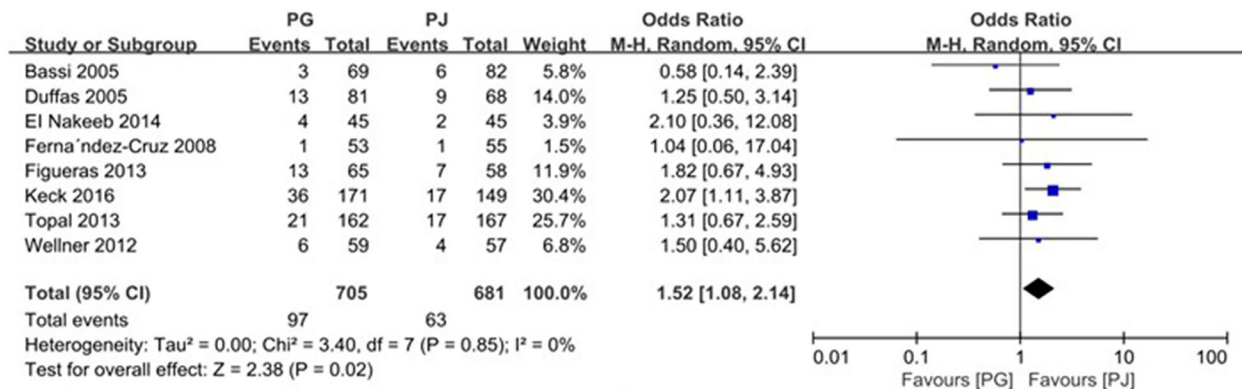 PG PJ Odds Ratio Odds Ratio
Study or Subgroup Events Total Events Total Weight M-H, Random, 95% CI M-H, Random, 95% CI
Bassi 2005 3 69 6 82 5.8% 0.58 [0.14, 2.39]
Duffas 2005 13 81 9 68 14.0% 1.25 [0.50, 3.14]
EI Nakeeb 2014 4 45 2 45 3.9% 2.10 [0.36, 12.08]
Ferna´ndez-Cruz 2008 1 53 1 55 1.5% 1.04 [0.06, 17.04]
Figueras 2013 13 65 7 58 11.9% 1.82 [0.67, 4.93]
Keck 2016 36 171 17 149 30.4% 2.07 [1.11, 3.87]
Topal 2013 21 162 17 167 25.7% 1.31 [0.67, 2.59]
Wellner 2012 6 59 4 57 6.8% 1.50 [0.40, 5.62]
Total (95% CI) 705 681 100.0% 1.52 [1.08, 2.14]
Total events 97 63
Heterogeneity: Tau² = 0.00; Chi² = 3.40, df = 7 (P = 0.85); I² = 0%
Test for overall effect: Z = 2.38 (P = 0.02)
0.01 0.1 1 10 100
Favours [PG] Favours [PJ]